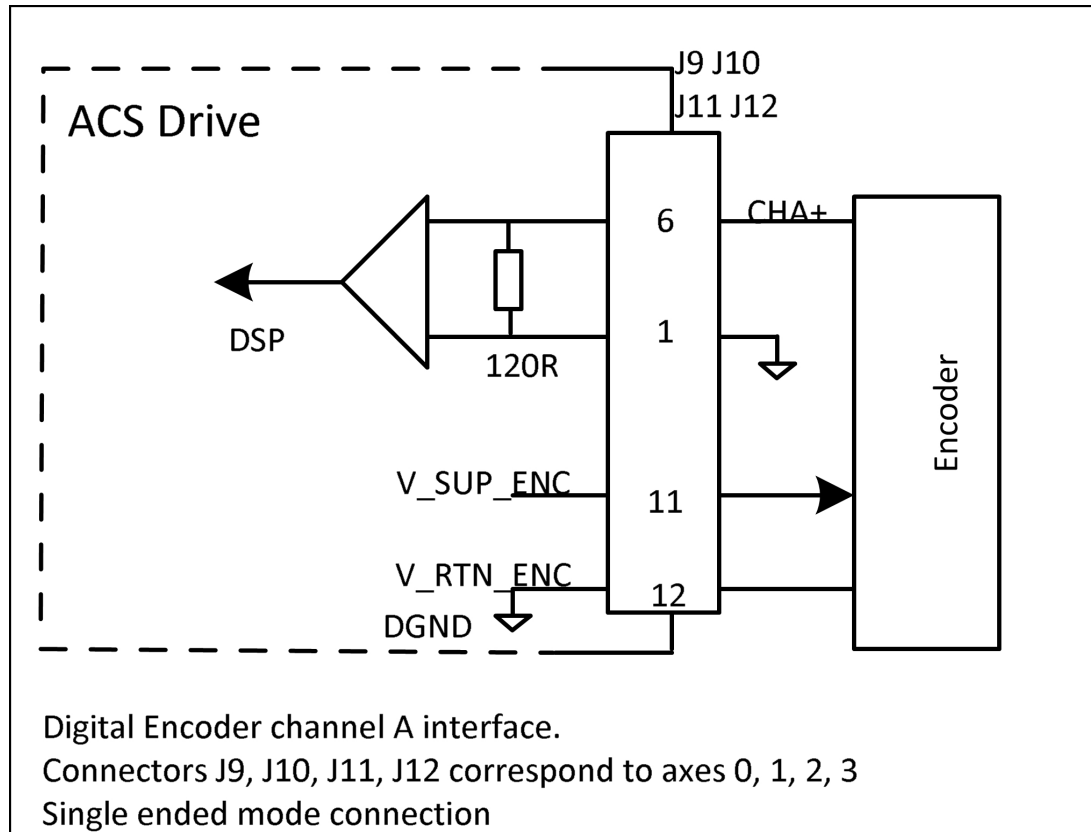 J9 J10
J11 J12
ACS Drive
6
CHA+
1
DSP
120R
Encoder
V_SUP_ENC
11
V_RTN_ENC
12
DGND
Digital Encoder channel A interface.
Connectors J9, J10, J11, J12 correspond to axes 0, 1, 2, 3
Single ended mode connection